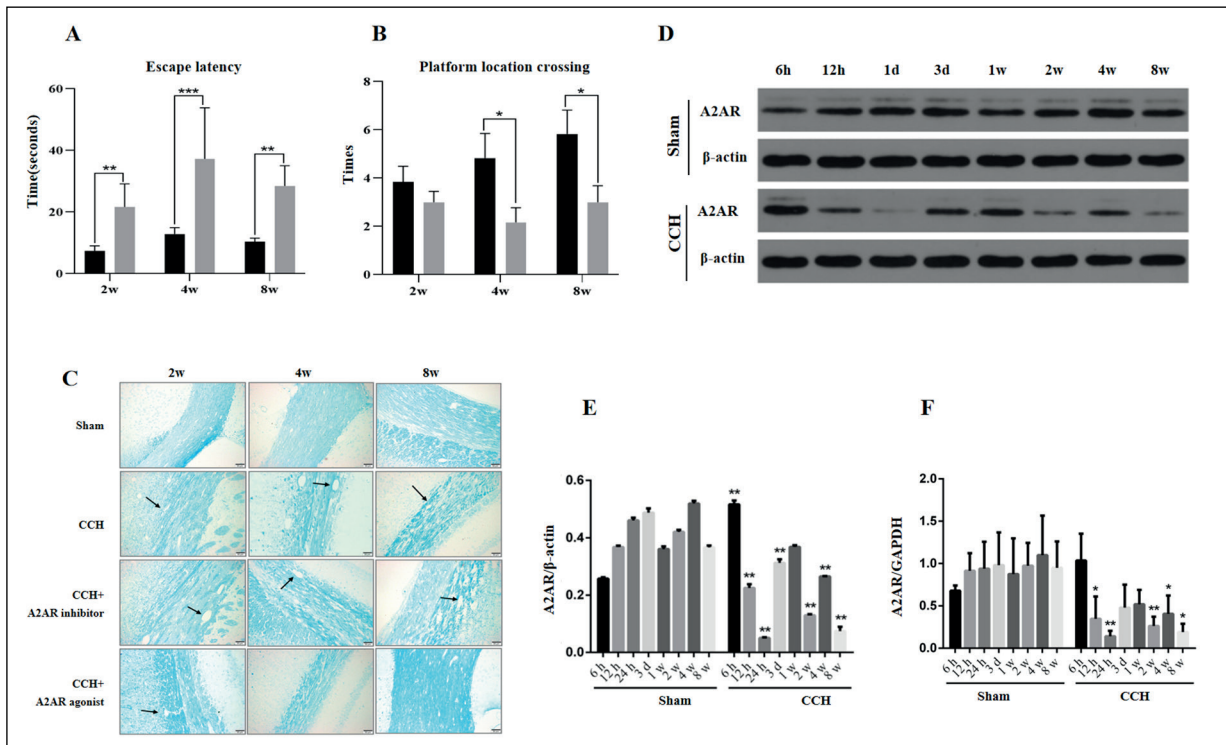 A
Escape latency
Time(seconds)
60
40
20
0
**
***
**
2w
4w
8w
B
Platform location crossing
Times
8
6
4
2
0
*
*
2w
4w
8w
D
6h 12h 1d 3d 1w 2w 4w 8w
Sham
A2AR
β-actin
CCH
A2AR
β-actin
C
2w 4w 8w
Sham
CCH
CCH+
A2AR inhibitor
CCH+
A2AR agonist
E
A2AR/β-actin
0.6
0.4
0.2
0.0
**
**
**
**
**
**
**
6 h 12 h 24 h 3 d 1 w 2 w 4 w 8 w 6 h 12 h 24 h 3 d 1 w 2 w 4 w 8 w
Sham CCH
F
A2AR/GAPDH
2.0
1.5
1.0
0.5
0.0
*
**
**
*
*
6 h 12 h 24 h 3 d 1 w 2 w 4 w 8 w 6 h 12 h 24 h 3 d 1 w 2 w 4 w 8 w
Sham CCH